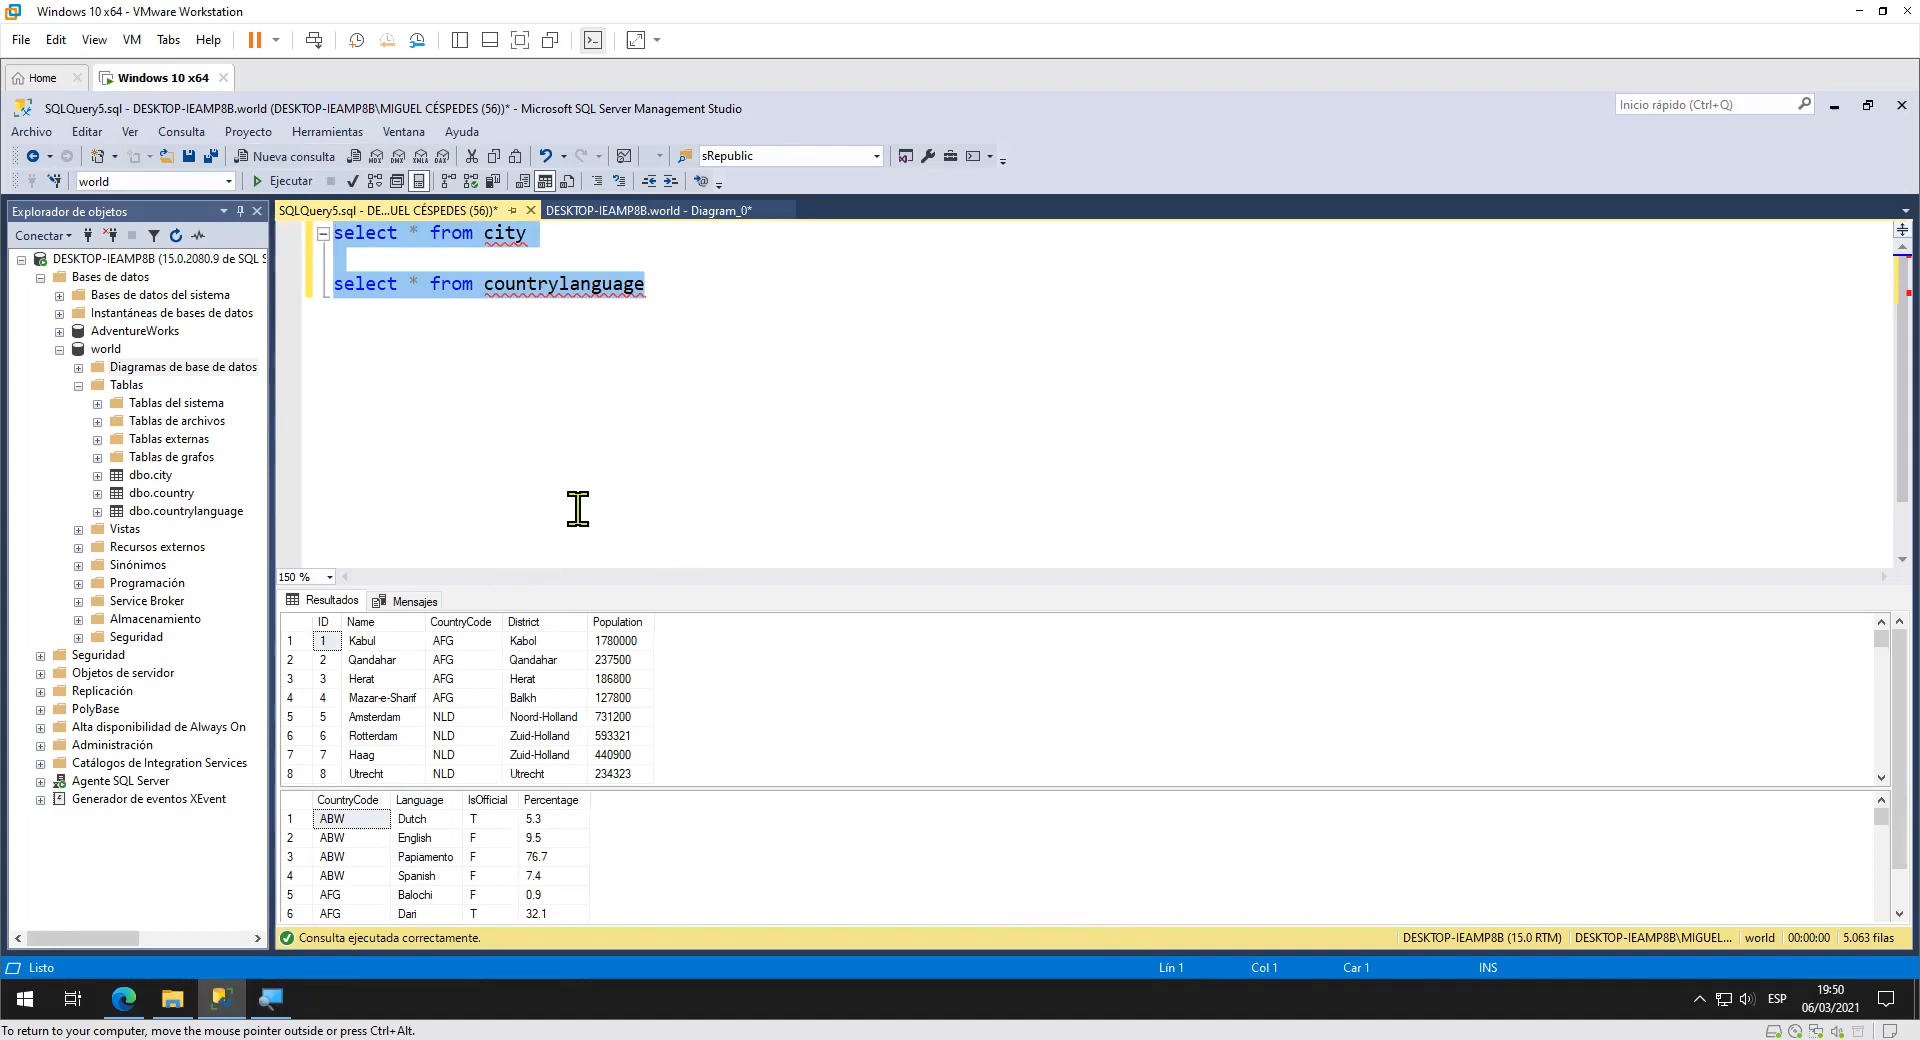 Windows 10 x64 - VMware Workstation
File Edit View VM Tabs Help
Home Windows 10 x64
SQLQuery5.sql - DESKTOP-IEAMP8B.world (DESKTOP-IEAMP8B\MIGUEL CÉSPEDES (56))* - Microsoft SQL Server Management Studio
Inicio rápido (Ctrl+Q)
Archivo Editar Ver Consulta Proyecto Herramientas Ventana Ayuda
Nueva consulta MDX DMX XMLA DAX sRepublic
world Ejecutar
Explorador de objetos
Conectar
DESKTOP-IEAMP8B (15.0.2080.9 de SQL S
Bases de datos
Bases de datos del sistema
Instantáneas de bases de datos
AdventureWorks
world
Diagramas de base de datos
Tablas
Tablas del sistema
Tablas de archivos
Tablas externas
Tablas de grafos
dbo.city
dbo.country
dbo.countrylanguage
Vistas
Recursos externos
Sinónimos
Programación
Service Broker
Almacenamiento
Seguridad
Seguridad
Objetos de servidor
Replicación
PolyBase
Alta disponibilidad de Always On
Administración
Catálogos de Integration Services
Agente SQL Server
Generador de eventos XEvent
SQLQuery5.sql - DE...UEL CÉSPEDES (56))* DESKTOP-IEAMP8B.world - Diagram_0*
select * from city
select * from countrylanguage
150 %
Resultados Mensajes
ID Name CountryCode District Population
1 1 Kabul AFG Kabol 1780000
2 2 Qandahar AFG Qandahar 237500
3 3 Herat AFG Herat 186800
4 4 Mazar-e-Sharif AFG Balkh 127800
5 5 Amsterdam NLD Noord-Holland 731200
6 6 Rotterdam NLD Zuid-Holland 593321
7 7 Haag NLD Zuid-Holland 440900
8 8 Utrecht NLD Utrecht 234323
CountryCode Language IsOfficial Percentage
1 ABW Dutch T 5.3
2 ABW English F 9.5
3 ABW Papiamento F 76.7
4 ABW Spanish F 7.4
5 AFG Balochi F 0.9
6 AFG Dari T 32.1
Consulta ejecutada correctamente. DESKTOP-IEAMP8B (15.0 RTM) DESKTOP-IEAMP8B\MIGUEL... world 00:00:00 5.063 filas
Listo Lín 1 Col 1 Car 1 INS
ESP 19:50
06/03/2021
To return to your computer, move the mouse pointer outside or press Ctrl+Alt.